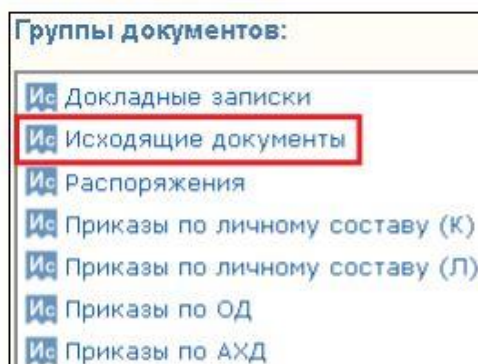 Группы документов:
Ис Докладные записки
Ис Исходящие документы
Ис Распоряжения
Ис Приказы по личному составу (К)
Ис Приказы по личному составу (Л)
Ис Приказы по ОД
Ис Приказы по АХД